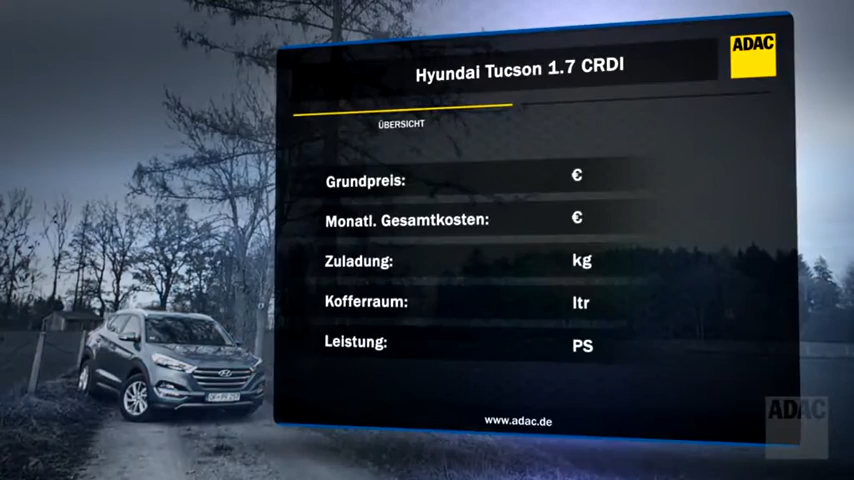 ADAC
Hyundai Tucson 1.7 CRDI
ÜBERSICHT
Grundpreis: €
Monatl. Gesamtkosten: €
Zuladung: kg
Kofferraum: ltr
Leistung: PS
www.adac.de
ADAC